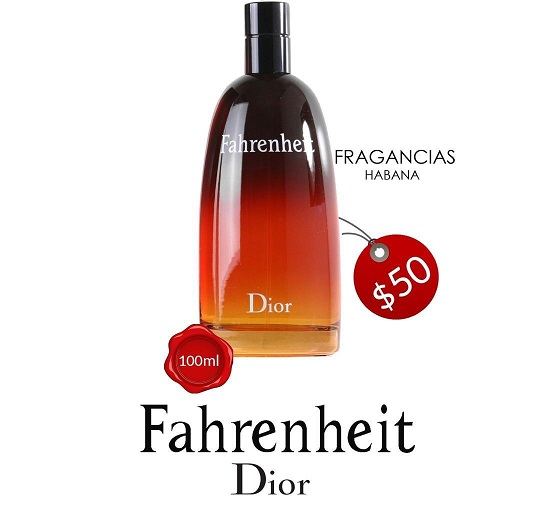 Fahrenheit
FRAGANCIAS
HABANA
$50
Dior
100ml
Fahrenheit
Dior